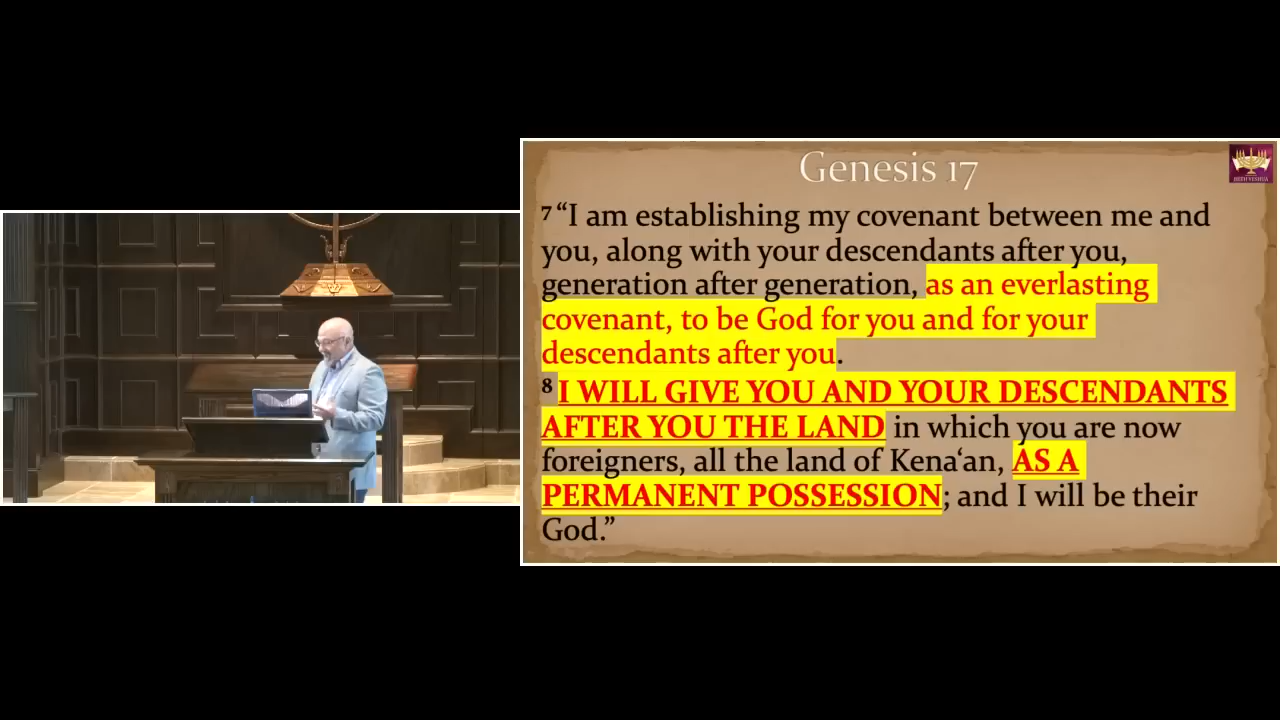 Genesis 17
7 “I am establishing my covenant between me and
you, along with your descendants after you,
generation after generation, as an everlasting
covenant, to be God for you and for your
descendants after you.
8 I WILL GIVE YOU AND YOUR DESCENDANTS
AFTER YOU THE LAND in which you are now
foreigners, all the land of Kena‘an, AS A
PERMANENT POSSESSION; and I will be their
God.”